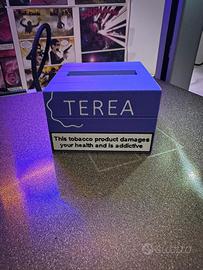 TEREA
This tobacco product damages
your health and is addictive
subito